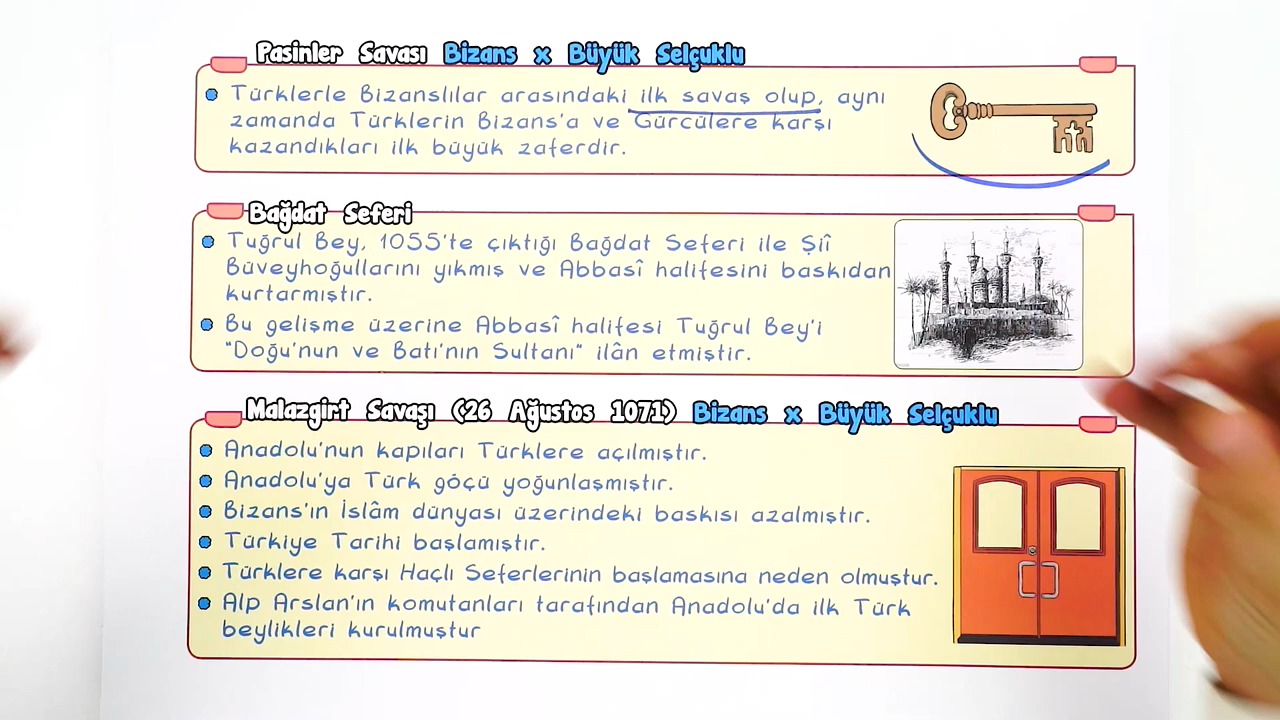 Pasinler Savası Bizans x Büyük Selçuklu
Türklerle Bizanslılar arasındaki ilk savaş olup, aynı
zamanda Türklerin Bizans'a ve Gürcülere karşı
kazandıkları ilk büyük zaferdir.
Bağdat Seferi
Tuğrul Bey, 1055'te çıktığı Bağdat Seferi ile Şiî
Büveyhoğullarını yıkmış ve Abbasî halifesini baskıdan
kurtarmıştır.
Bu gelişme üzerine Abbasî halifesi Tuğrul Bey'i
"Doğu'nun ve Batı'nın Sultanı" ilân etmiştir.
Malazgirt Savaşı (26 Ağustos 1071) Bizans x Büyük Selçuklu
Anadolu'nun kapıları Türklere açılmıştır.
Anadolu'ya Türk göçü yoğunlaşmıştır.
Bizans'ın İslâm dünyası üzerindeki baskısı azalmıştır.
Türkiye Tarihi başlamıştır.
Türklere karşı Haçlı Seferlerinin başlamasına neden olmuştur.
Alp Arslan'ın komutanları tarafından Anadolu'da ilk Türk
beylikleri kurulmuştur